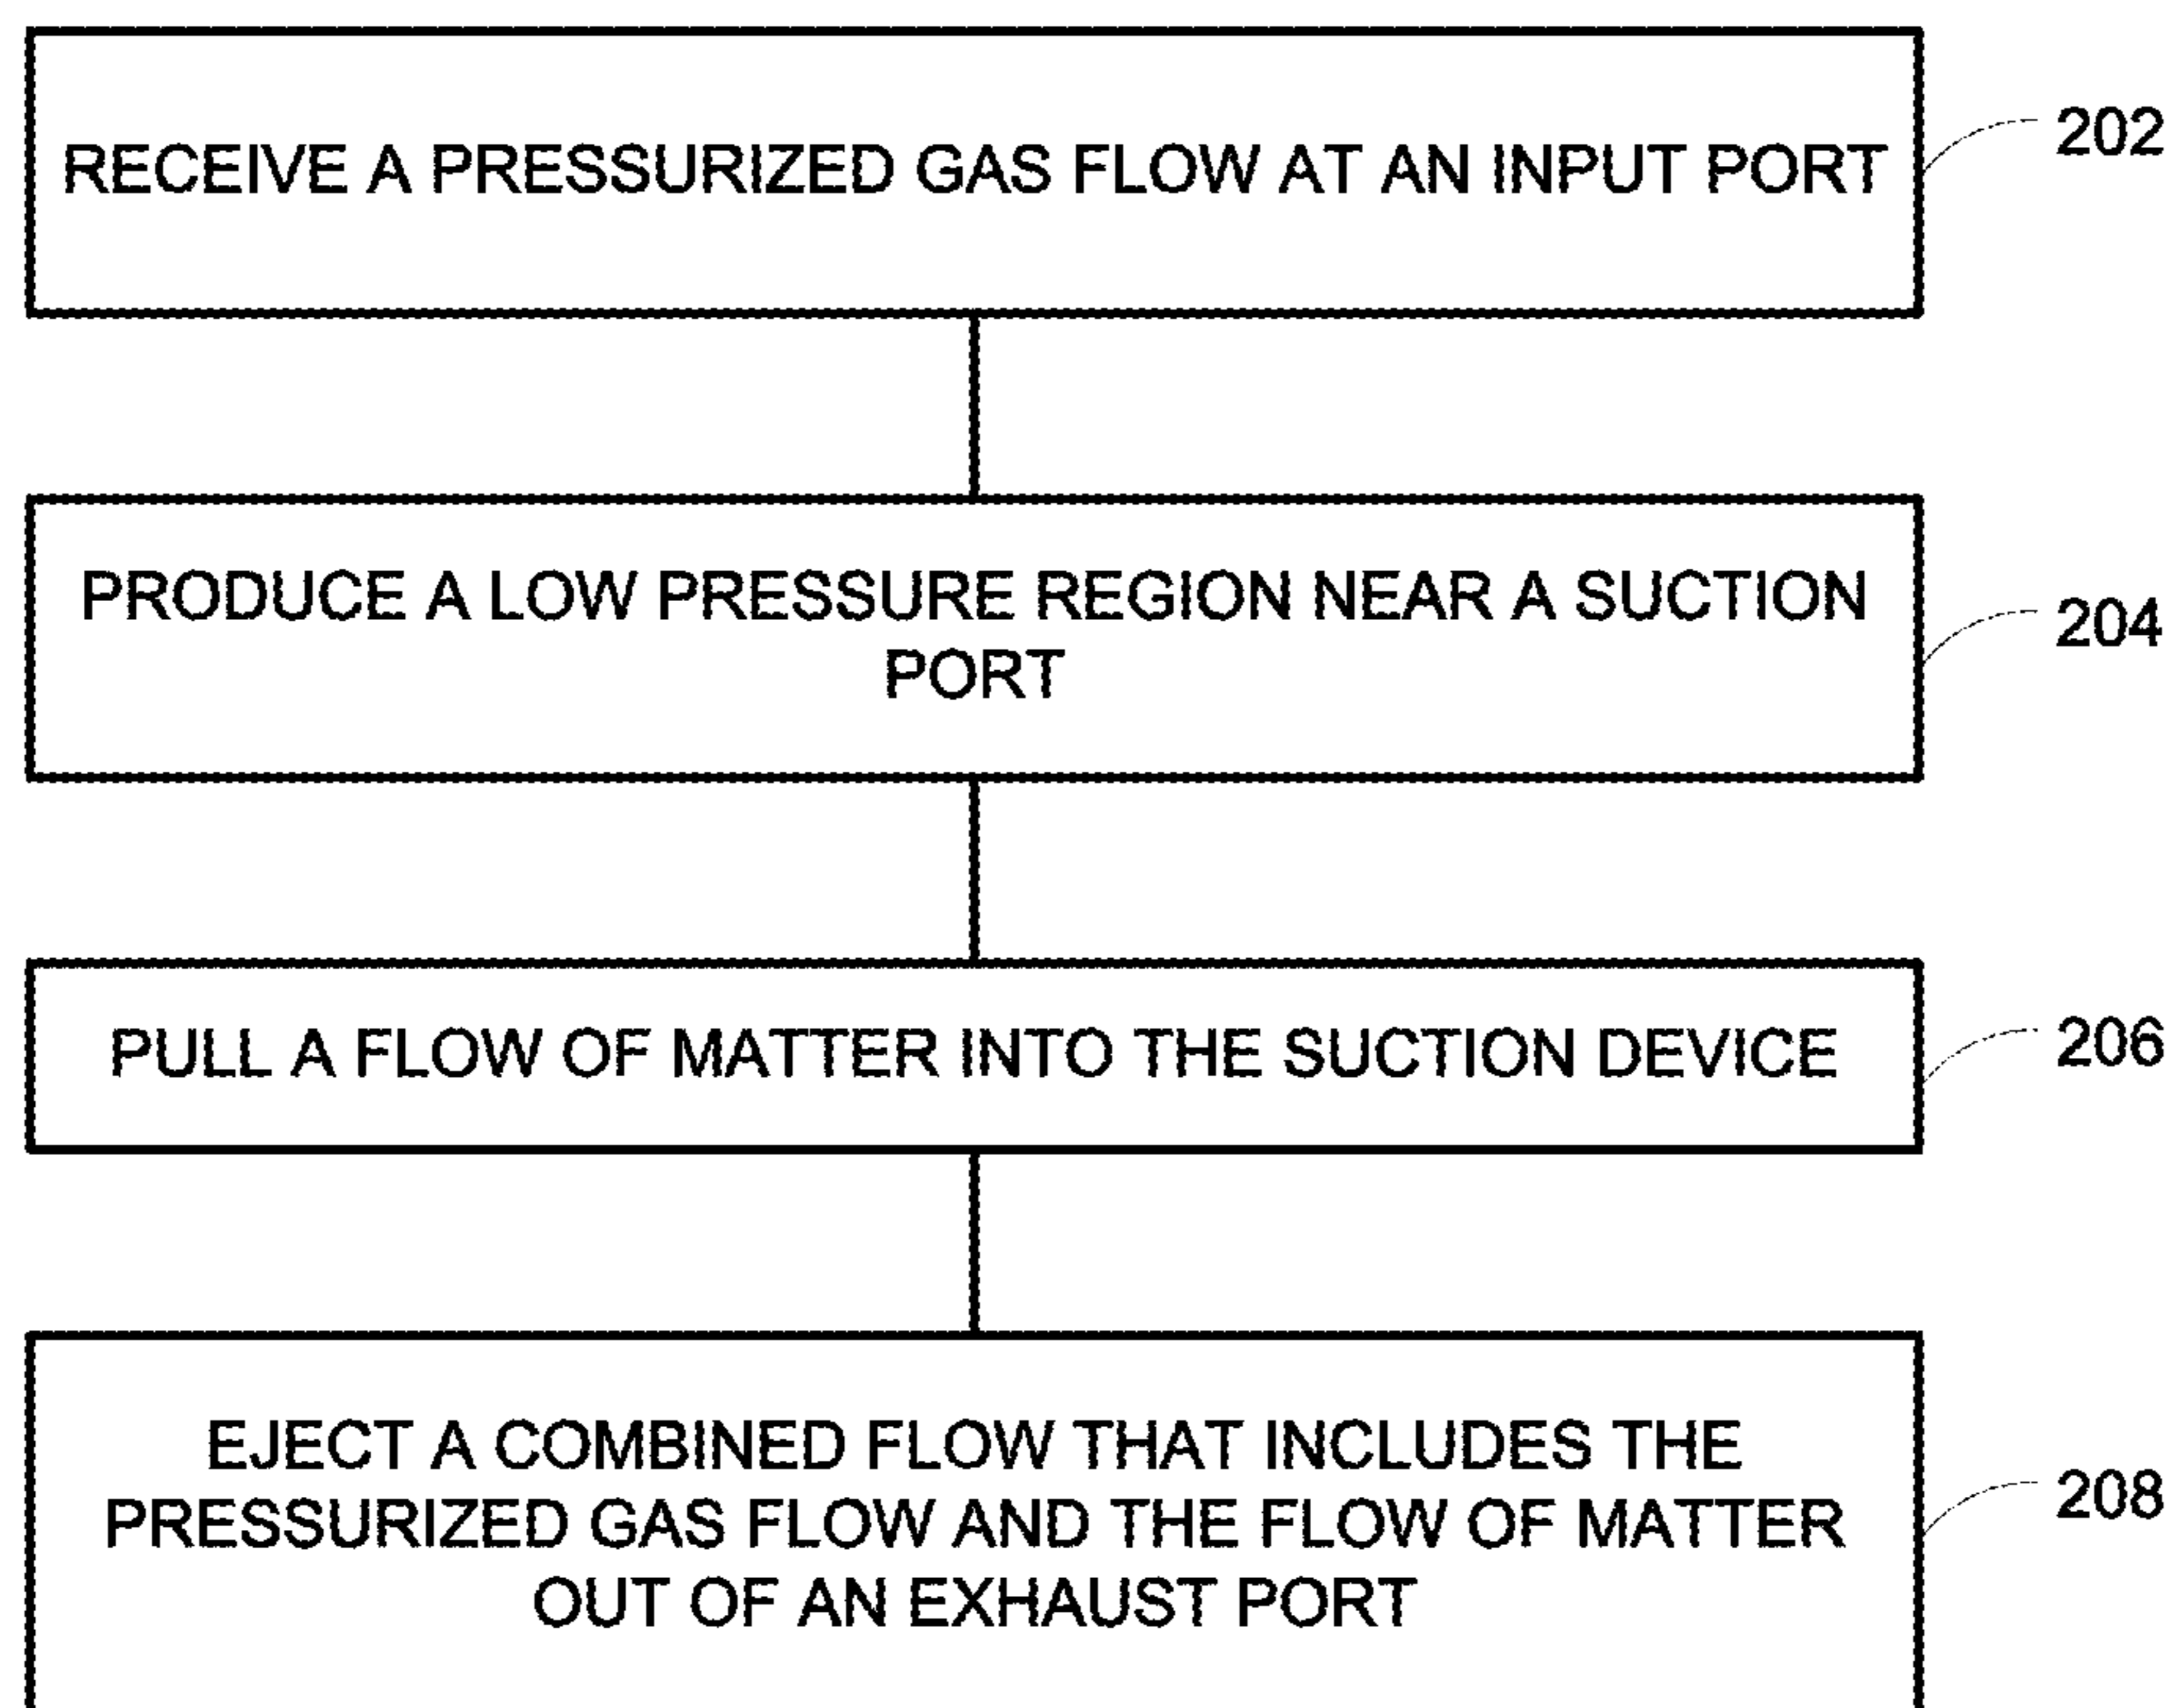 RECEIVE A PRESSURIZED GAS FLOW AT AN INPUT PORT
202
PRODUCE A LOW PRESSURE REGION NEAR A SUCTION
PORT
204
PULL A FLOW OF MATTER INTO THE SUCTION DEVICE
206
EJECT A COMBINED FLOW THAT INCLUDES THE
PRESSURIZED GAS FLOW AND THE FLOW OF MATTER
OUT OF AN EXHAUST PORT
208